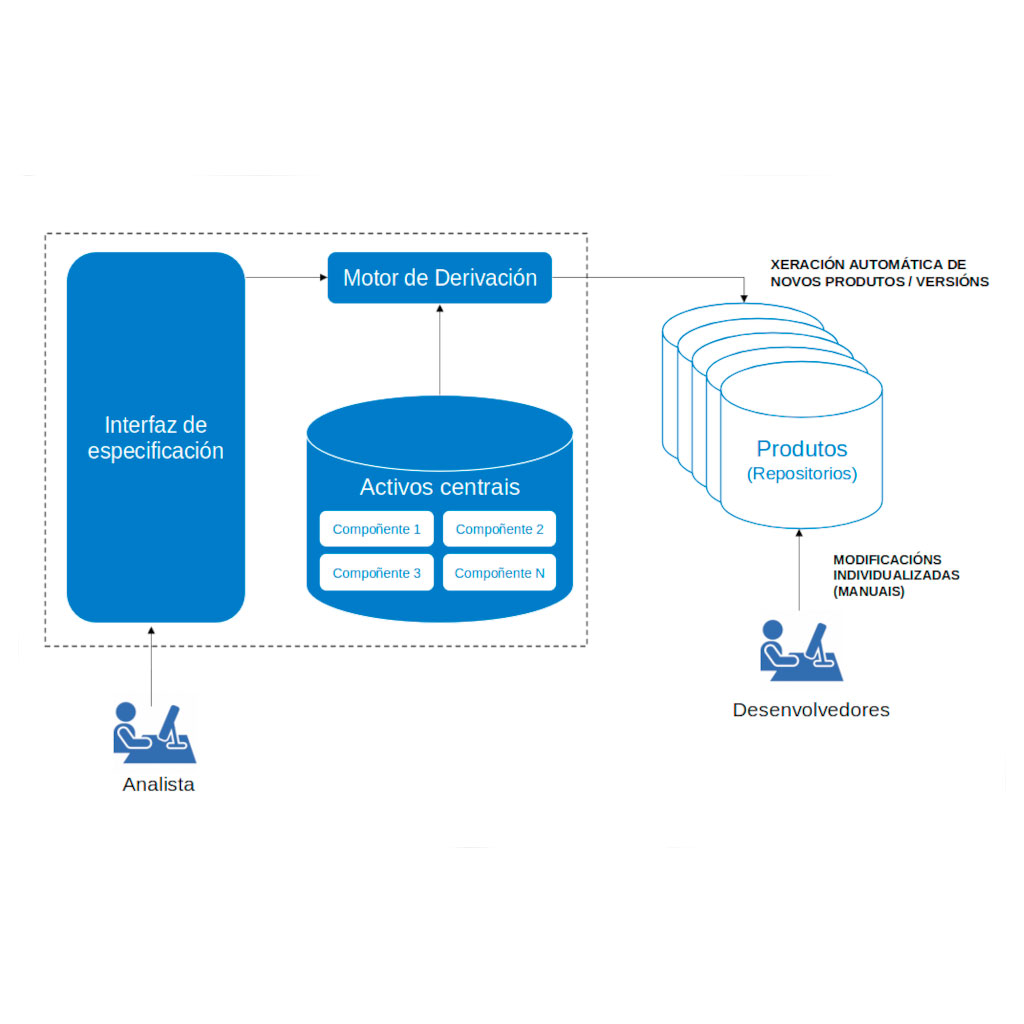 Motor de Derivación
XERACIÓN AUTOMÁTICA DE
NOVOS PRODUTOS / VERSIÓNS
Interfaz de
especificación
Activos centrais
Compoñente 1
Compoñente 2
Compoñente 3
Compoñente N
Produtos
(Repositorios)
MODIFICACIÓNS
INDIVIDUALIZADAS
(MANUAIS)
Desenvolvedores
Analista